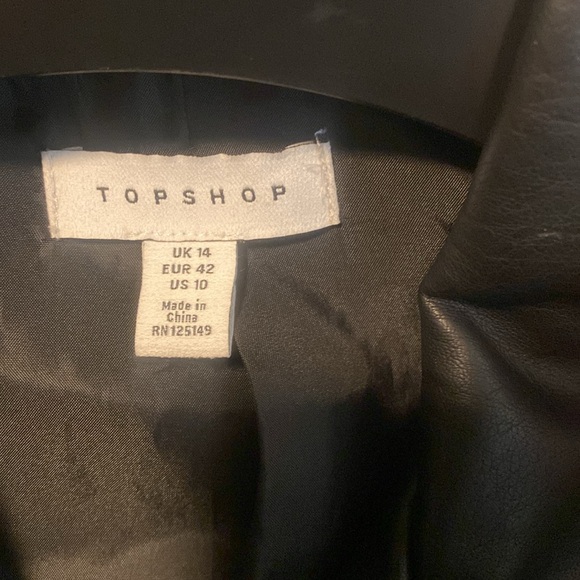 TOPSHOP
UK 14
EUR 42
US 10
Made in
China
RN125149